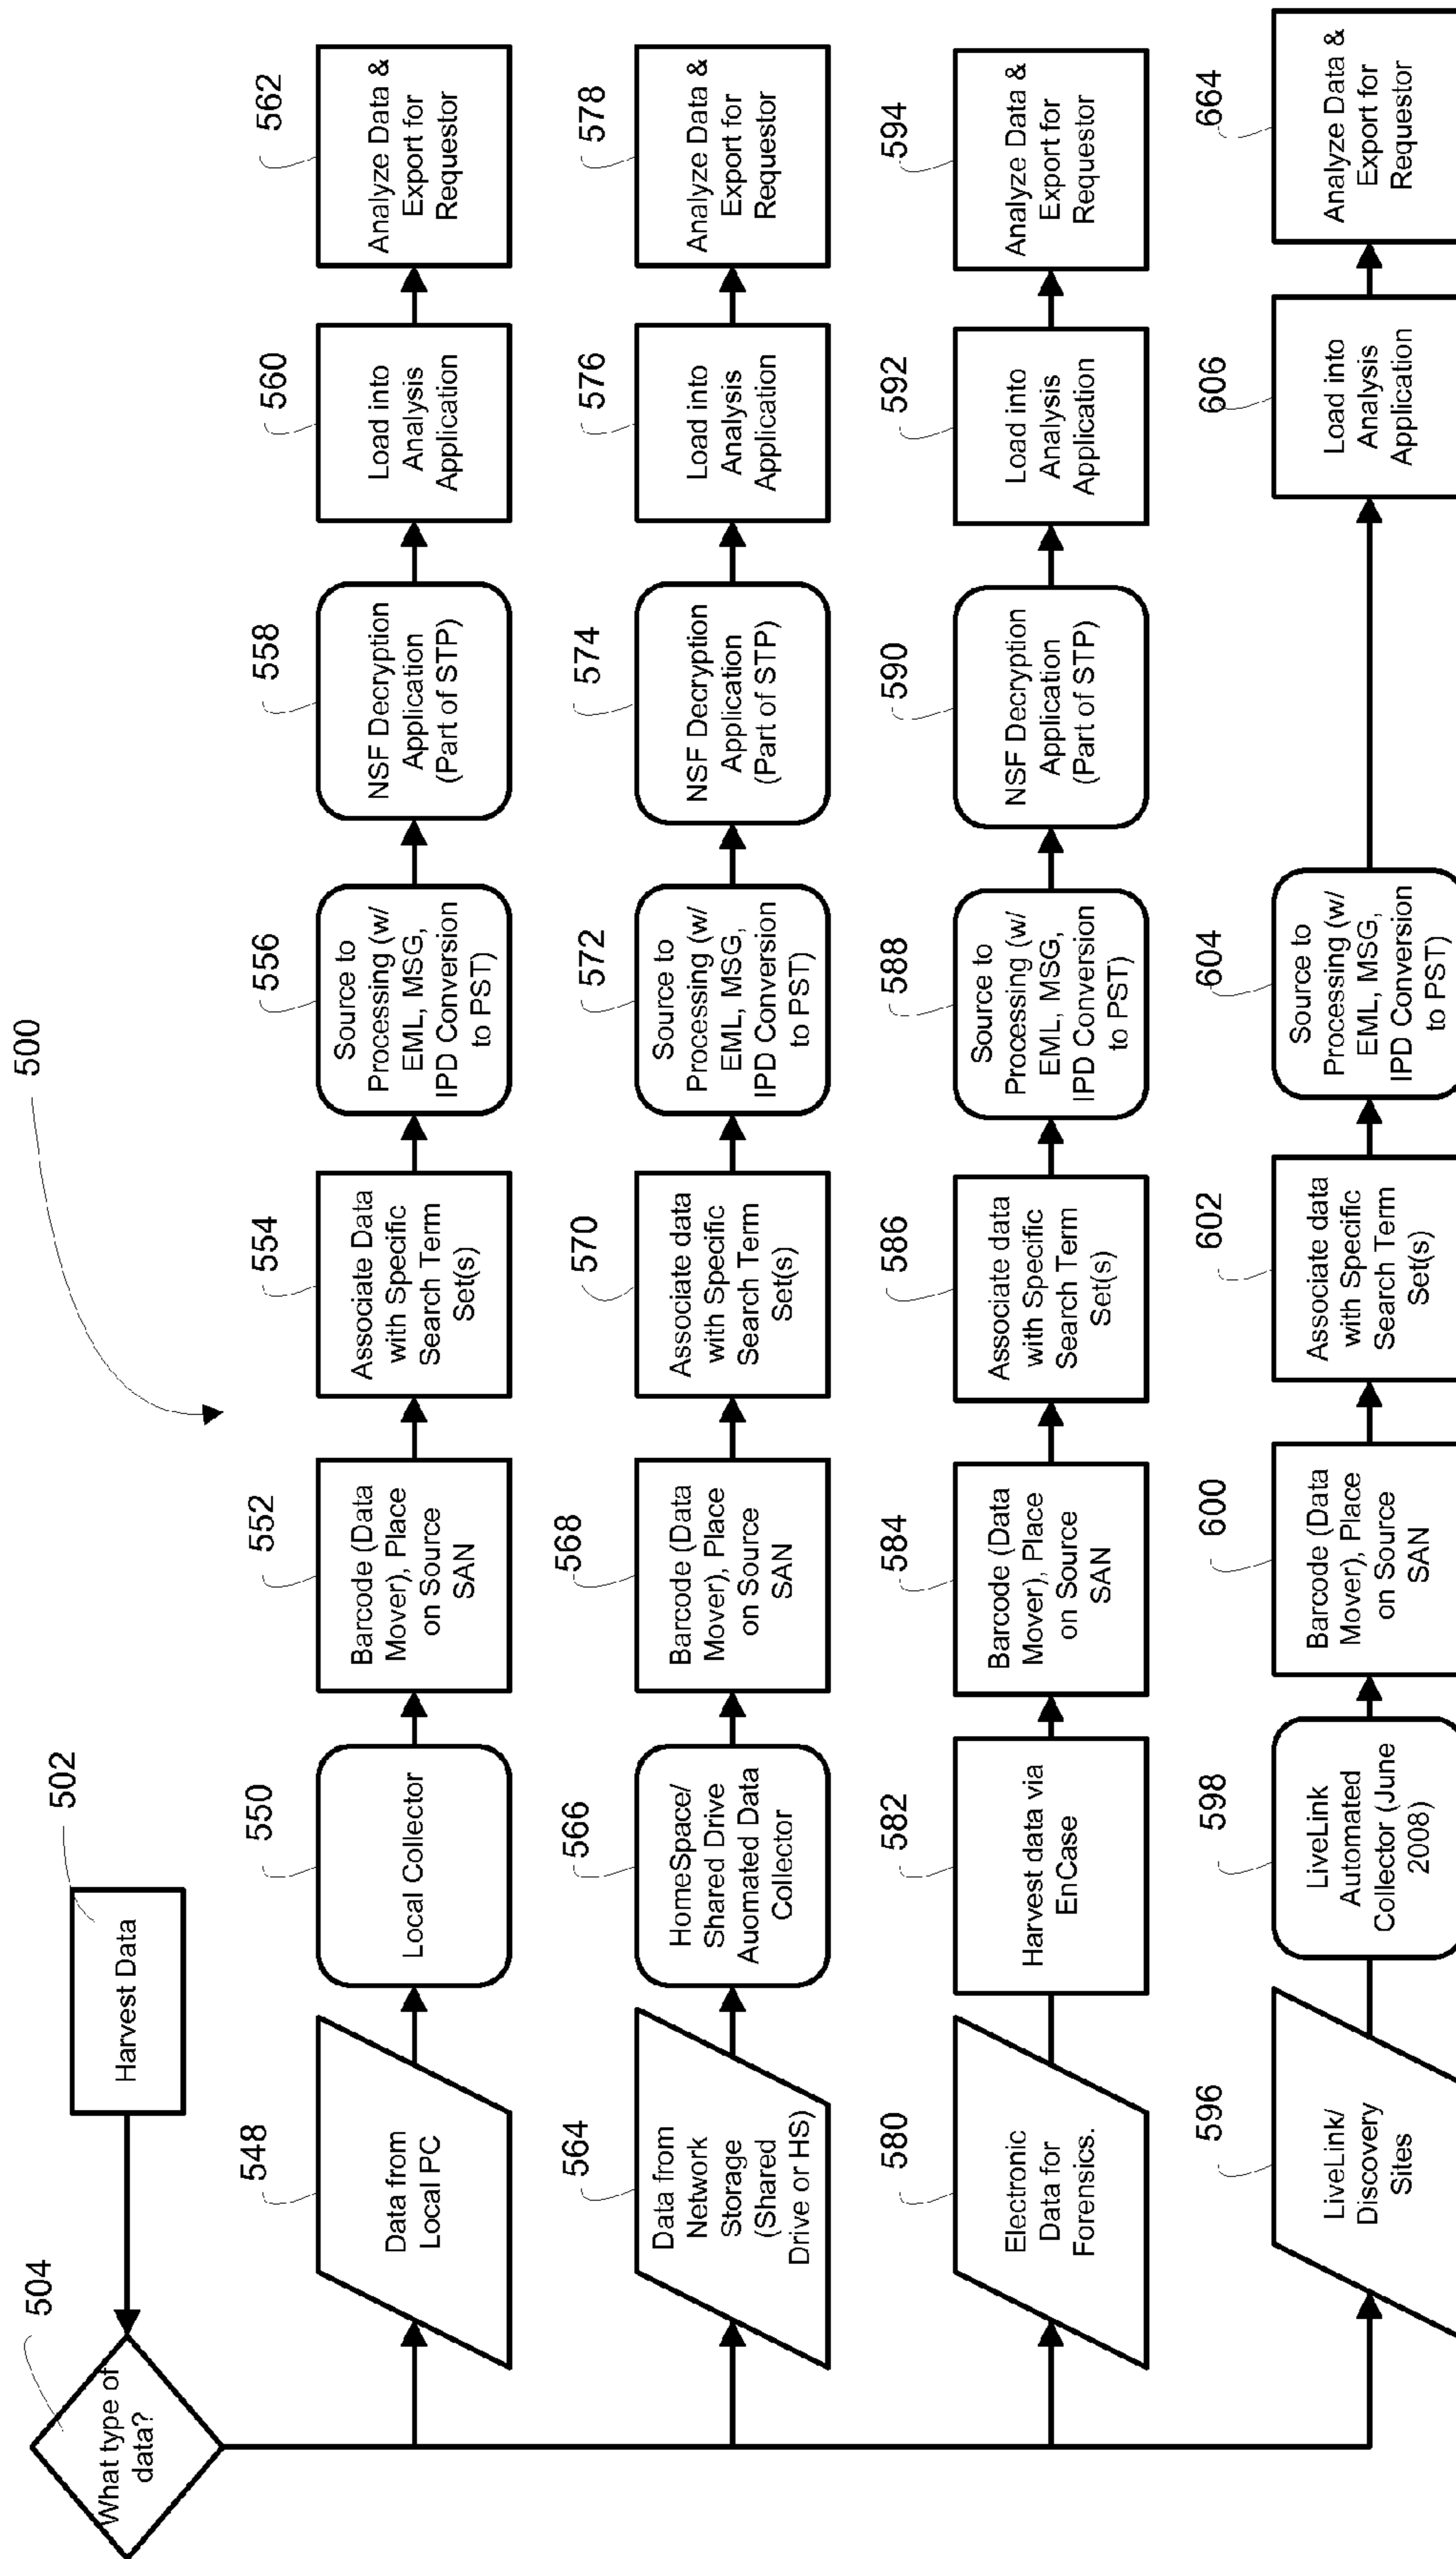 500
502
Harvest Data
504
What type of
data?
548
Data from
Local PC
550
Local Collector
552
Barcode (Data
Mover), Place
on Source
SAN
554
Associate Data
with Specific
Search Term
Set(s)
556
Source to
Processing (w/
EML, MSG,
IPD Conversion
to PST)
558
NSF Decryption
Application
(Part of STP)
560
Load into
Analysis
Application
562
Analyze Data &
Export for
Requestor
564
Data from
Network
Storage
(Shared
Drive or HS)
566
HomeSpace/
Shared Drive
Auomated Data
Collector
568
Barcode (Data
Mover), Place
on Source
SAN
570
Associate data
with Specific
Search Term
Set(s)
572
Source to
Processing (w/
EML, MSG,
IPD Conversion
to PST)
574
NSF Decryption
Application
(Part of STP)
576
Load into
Analysis
Application
578
Analyze Data &
Export for
Requestor
580
Electronic
Data for
Forensics.
582
Harvest data via
EnCase
584
Barcode (Data
Mover), Place
on Source
SAN
586
Associate data
with Specific
Search Term
Set(s)
588
Source to
Processing (w/
EML, MSG,
IPD Conversion
to PST)
590
NSF Decryption
Application
(Part of STP)
592
Load into
Analysis
Application
594
Analyze Data &
Export for
Requestor
596
LiveLink/
Discovery
Sites
598
LiveLink
Automated
Collector (June
2008)
600
Barcode (Data
Mover), Place
on Source
SAN
602
Associate data
with Specific
Search Term
Set(s)
604
Source to
Processing (w/
EML, MSG,
IPD Conversion
to PST)
606
Load into
Analysis
Application
664
Analyze Data &
Export for
Requestor